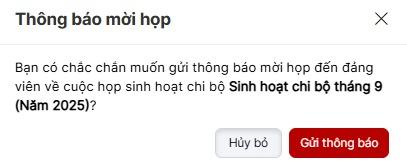 Thông báo mời họp
Bạn có chắc chắn muốn gửi thông báo mời họp đến đảng
viên về cuộc họp sinh hoạt chi bộ Sinh hoạt chi bộ tháng 9
(Năm 2025)?
Hủy bỏ
Gửi thông báo